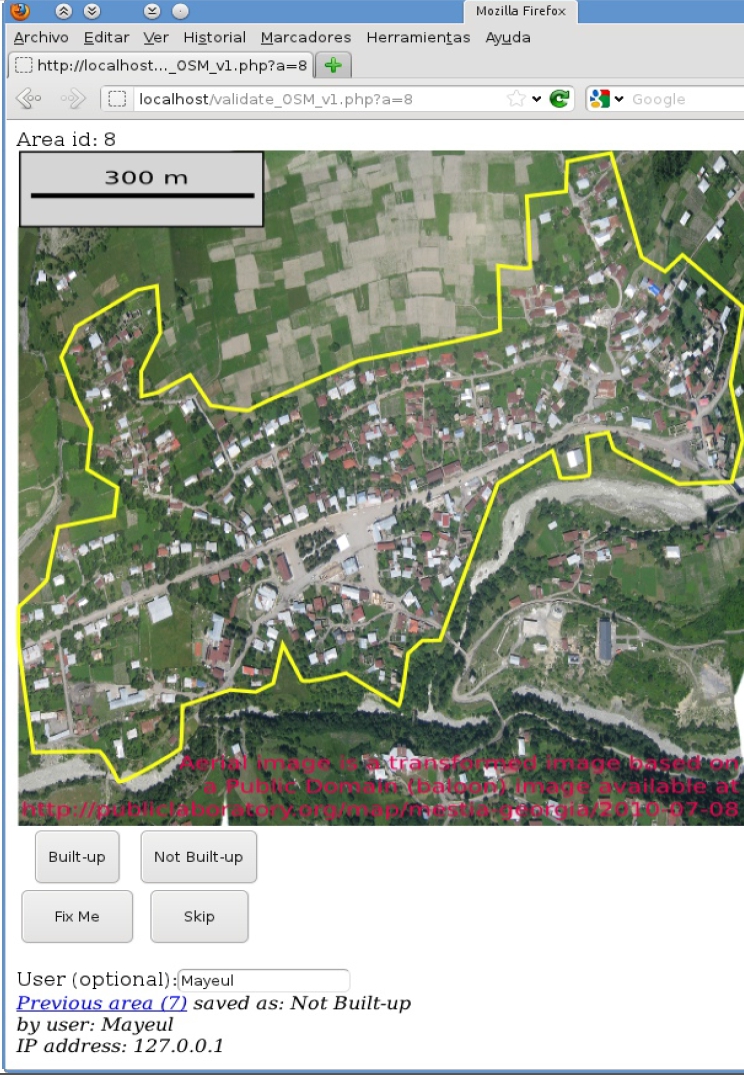 Mozilla Firefox
Archivo Editar Ver Historial Marcadores Herramientas Ayuda
http://localhost..._OSM_v1.php?a=8
localhost/validate_OSM_v1.php?a=8 Google
Area id: 8
300 m
Aerial image is a transformed image based on
a Public Domain (baloon) image available at
http://publiclaboratory.org/map/mestia-georgia/2010-07-08
Built-up Not Built-up
Fix Me Skip
User (optional): Mayeul
Previous area (7) saved as: Not Built-up
by user: Mayeul
IP address: 127.0.0.1